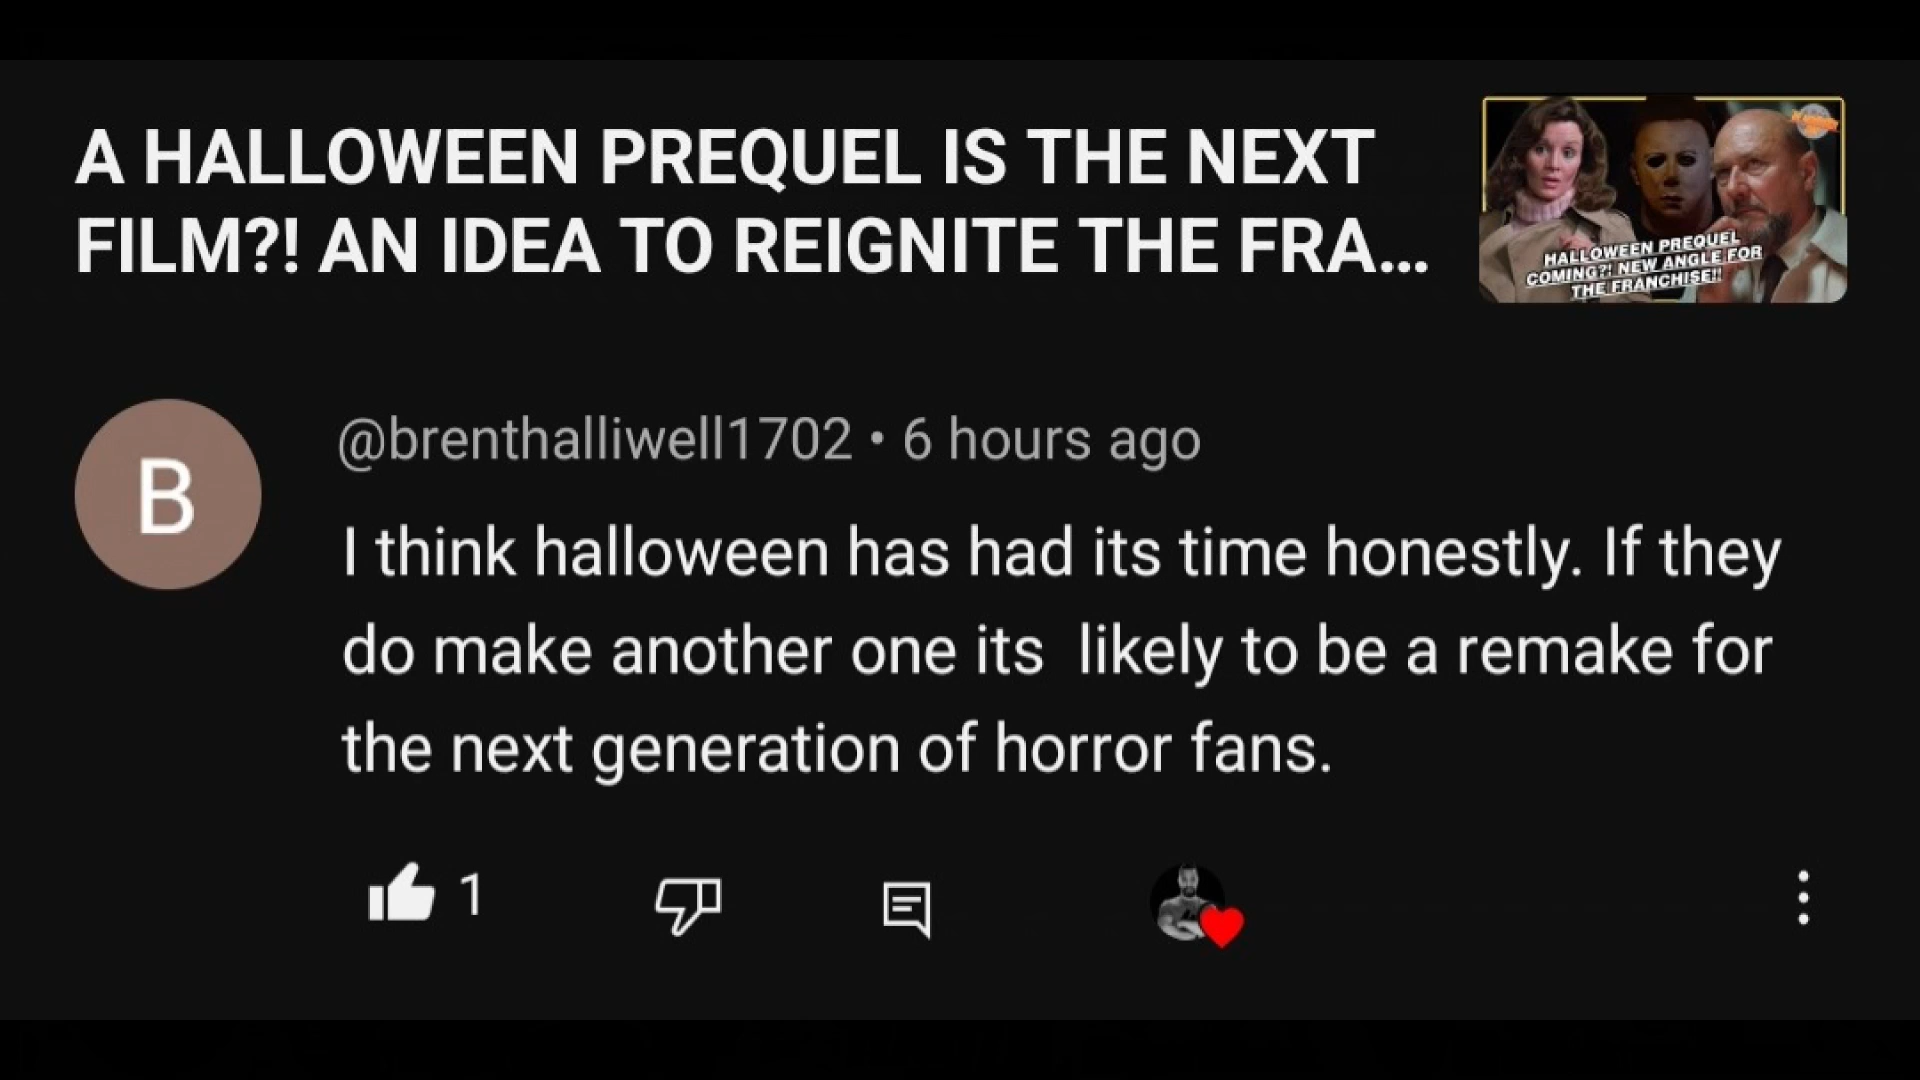 A HALLOWEEN PREQUEL IS THE NEXT
FILM?! AN IDEA TO REIGNITE THE FRA...
HALLOWEEN PREQUEL
COMING?! NEW ANGLE FOR
THE FRANCHISE!!
B
@brenthalliwell1702 • 6 hours ago
I think halloween has had its time honestly. If they
do make another one its  likely to be a remake for
the next generation of horror fans.
1